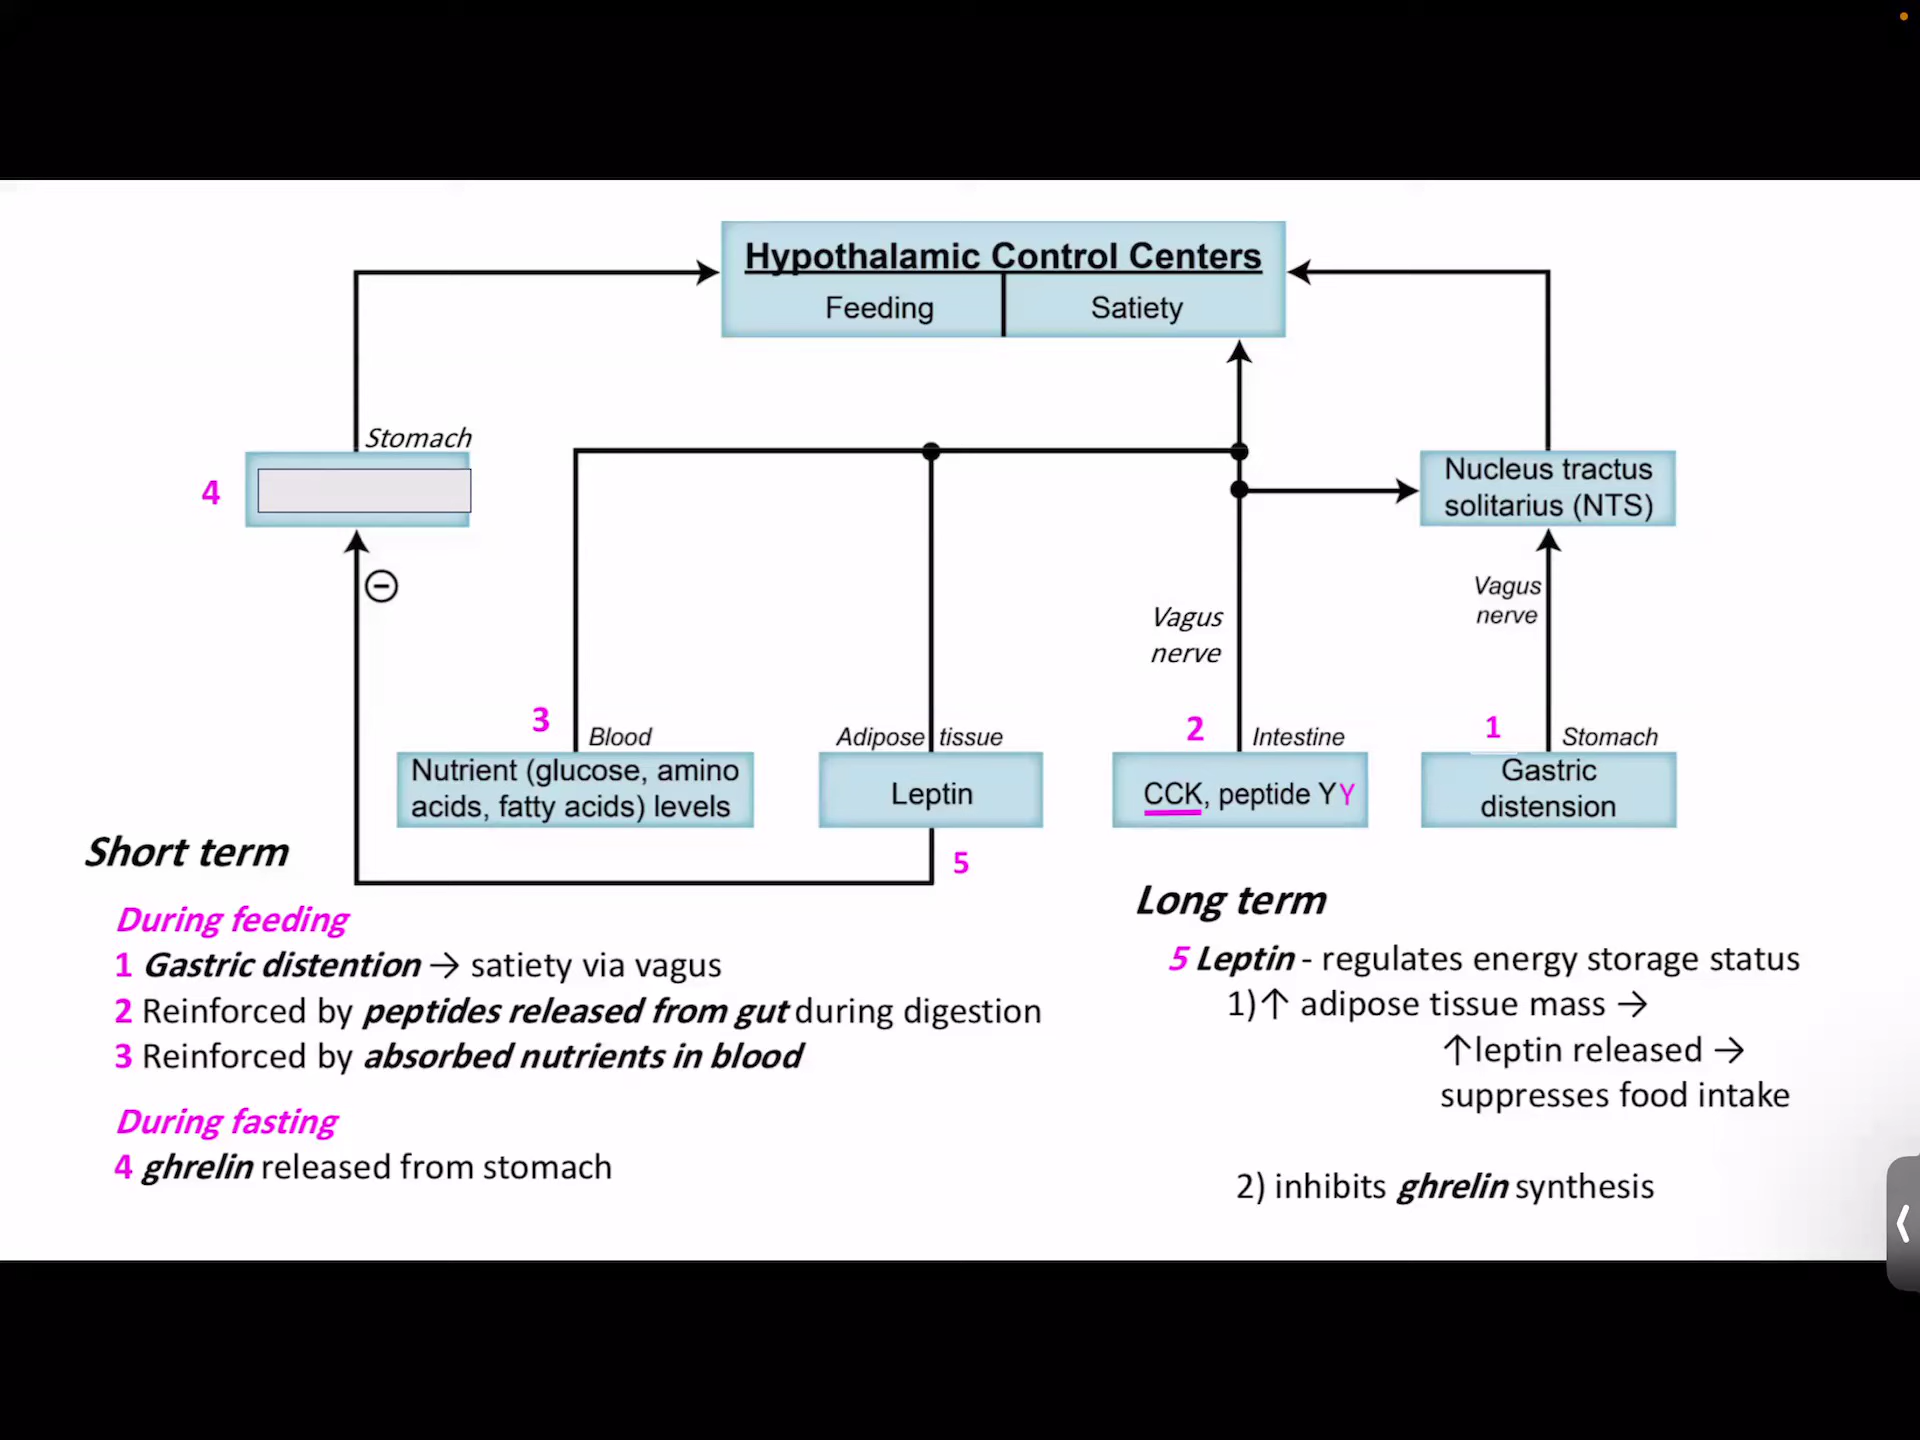 Hypothalamic Control Centers
Feeding
Satiety
Stomach
4
Nucleus tractus
solitarius (NTS)
⊖
Vagus
nerve
Vagus
nerve
3
Blood
Nutrient (glucose, amino
acids, fatty acids) levels
Adipose tissue
Leptin
2
Intestine
CCK, peptide YY
1
Stomach
Gastric
distension
5
Short term
During feeding
1 Gastric distention → satiety via vagus
2 Reinforced by peptides released from gut during digestion
3 Reinforced by absorbed nutrients in blood
During fasting
4 ghrelin released from stomach
Long term
5 Leptin - regulates energy storage status
1)↑ adipose tissue mass →
↑leptin released →
suppresses food intake
2) inhibits ghrelin synthesis